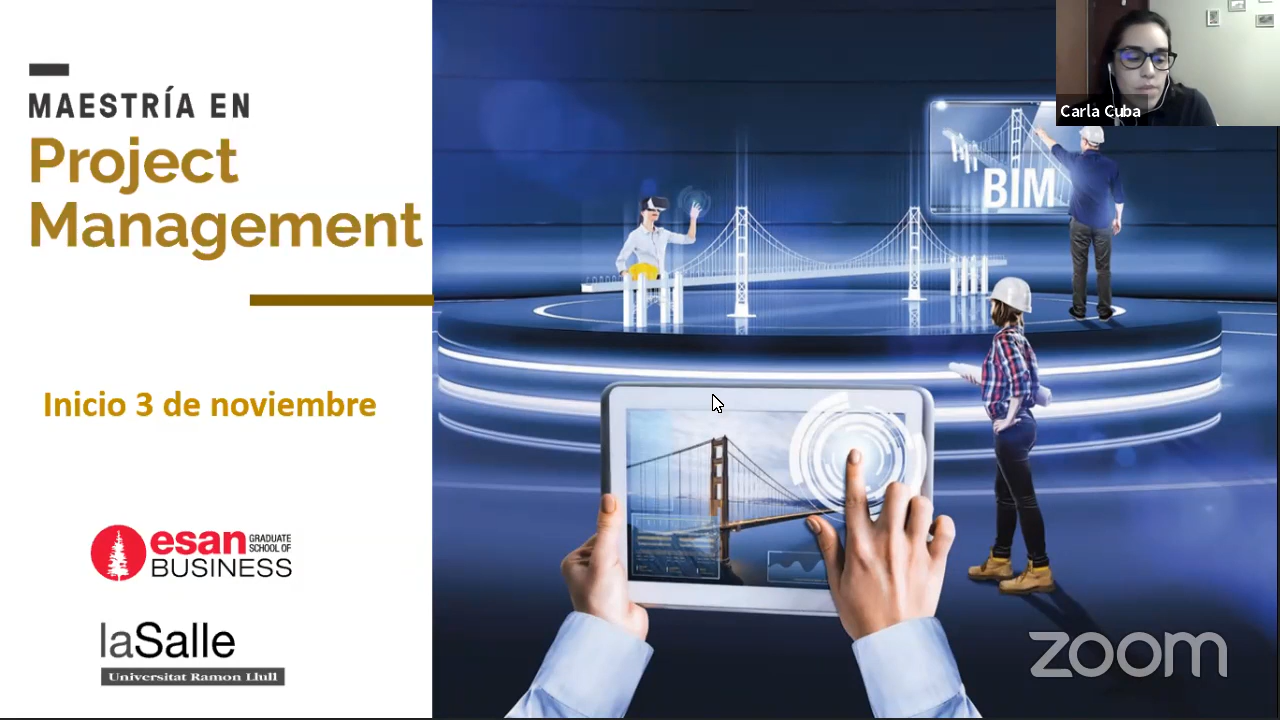 MAESTRÍA EN
Project
Management
Inicio 3 de noviembre
esan GRADUATE
SCHOOL OF
BUSINESS
laSalle
Universitat Ramon Llull
Carla Cuba
BIM
zoom